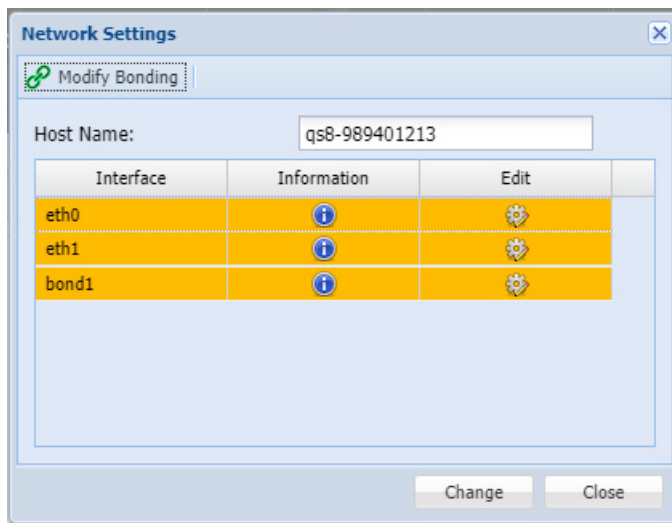 Network Settings
Modify Bonding
Host Name: qs8-989401213
Interface Information Edit
eth0
eth1
bond1
Change Close